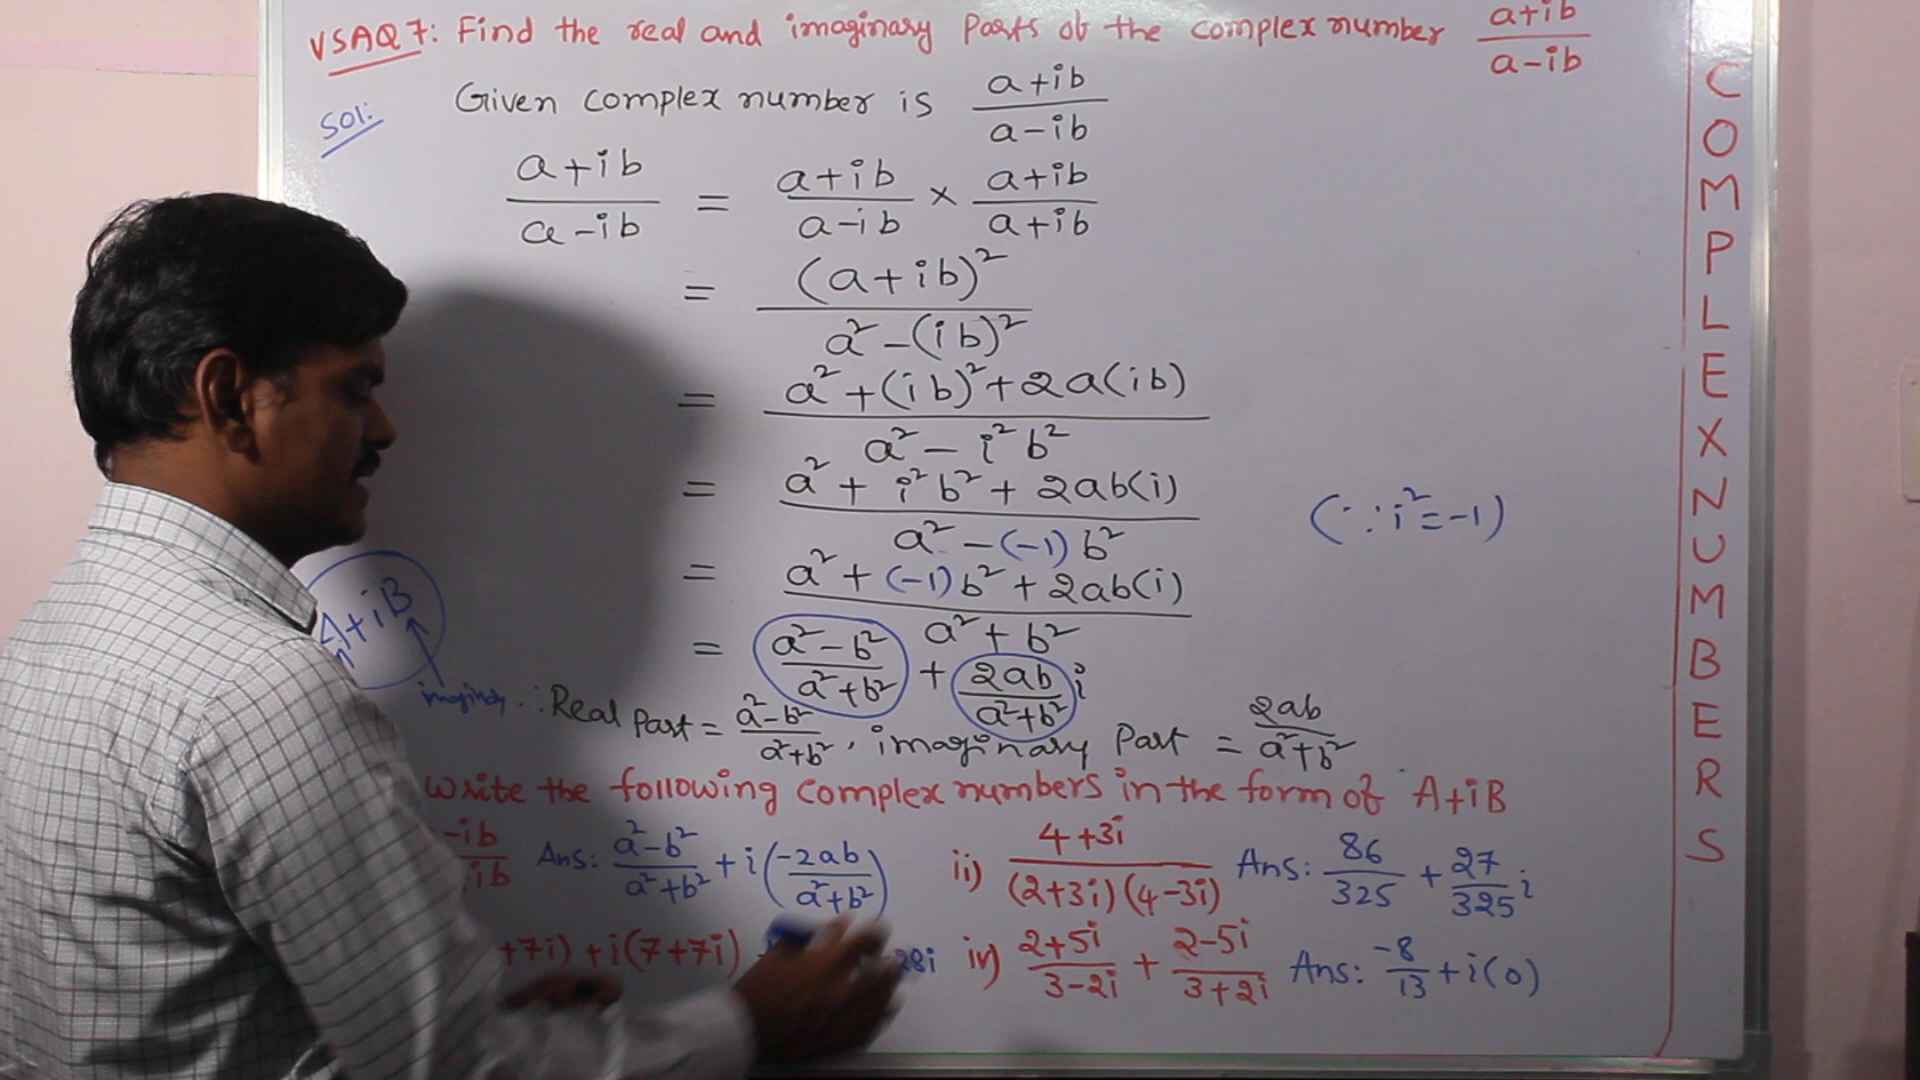 VSAQ 7: Find the real and imaginary parts of the complex number (a+ib)/(a-ib)
Sol:
Given complex number is (a+ib)/(a-ib)
(a+ib)/(a-ib) = (a+ib)/(a-ib) × (a+ib)/(a+ib)
= (a+ib)²/(a²-(ib)²)
= (a²+(ib)²+2a(ib))/(a²-i²b²)
= (a²+i²b²+2ab(i))/(a²-(-1)b²) (∵i²=-1)
= (a²+(-1)b²+2ab(i))/(a²+b²)
A+iB
= (a²-b²)/(a²+b²) + (2ab)/(a²+b²) i
∴ Real Part = (a²-b²)/(a²+b²), imaginary Part = 2ab/(a²+b²)
Write the following complex numbers in the form of A+iB
-ib/ib Ans: (a²-b²)/(a²+b²) + i(-2ab/(a²+b²)) ii) (4+3i)/((2+3i)(4-3i)) Ans: 86/325 + 27/325 i
+7i)+i(7+7i) 28i iv) (2+5i)/(3-2i) + (2-5i)/(3+2i) Ans: -8/13 + i(0)
COMPLEX NUMBERS